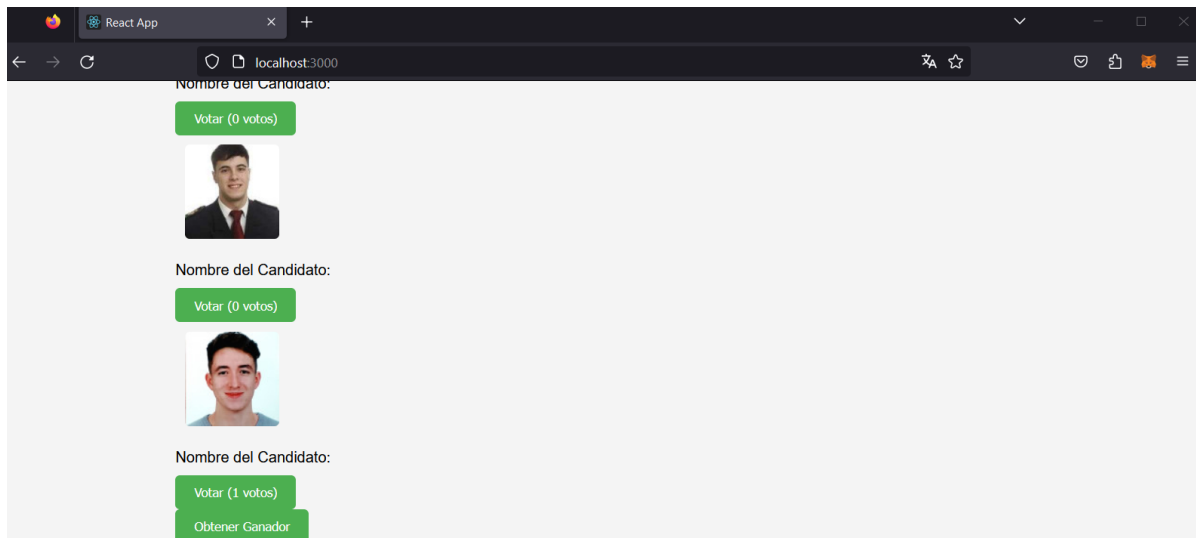 React App
localhost:3000
Nombre del Candidato:
Votar (0 votos)
Nombre del Candidato:
Votar (0 votos)
Nombre del Candidato:
Votar (1 votos)
Obtener Ganador